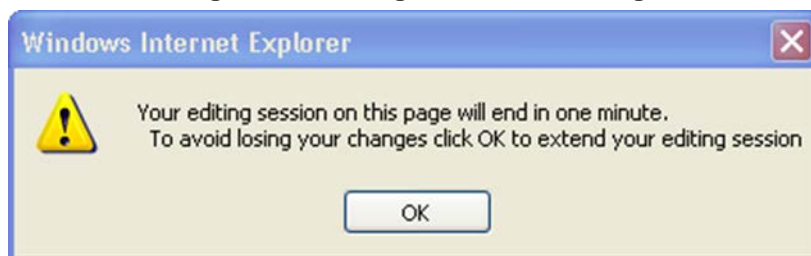 Windows Internet Explorer
Your editing session on this page will end in one minute.
To avoid losing your changes click OK to extend your editing session
OK